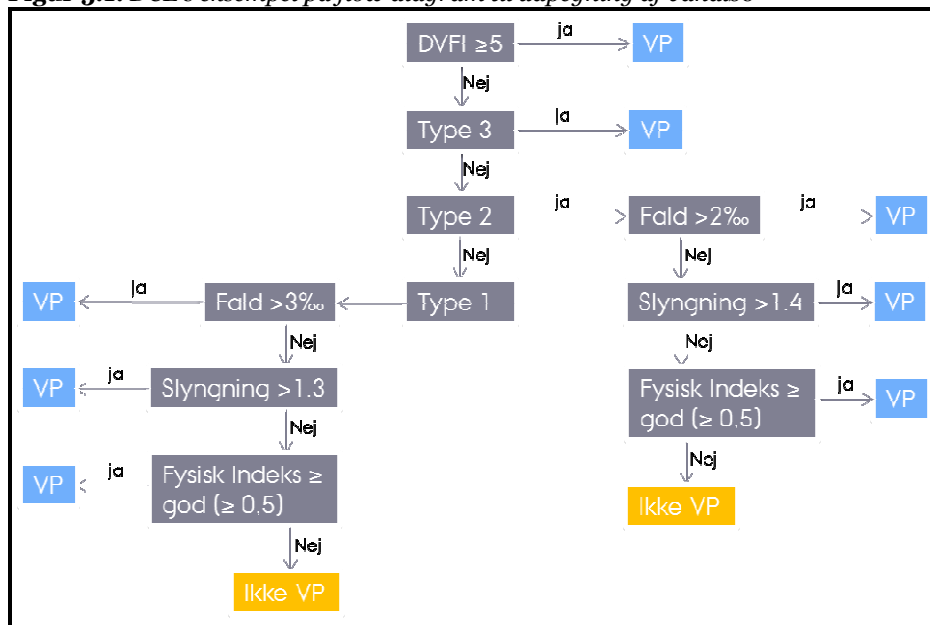 DVFI ≥5
ja
VP
Nej
Type 3
ja
VP
Nej
Type 2
ja
Fald >2‰
ja
VP
Nej
Nej
VP
ja
Fald >3‰
Type 1
Slyngning >1.4
ja
VP
Nej
Nej
VP
ja
Slyngning >1.3
Fysisk Indeks ≥
god (≥ 0,5)
ja
VP
Nej
Nej
VP
ja
Fysisk Indeks ≥
god (≥ 0,5)
Ikke VP
Nej
Ikke VP